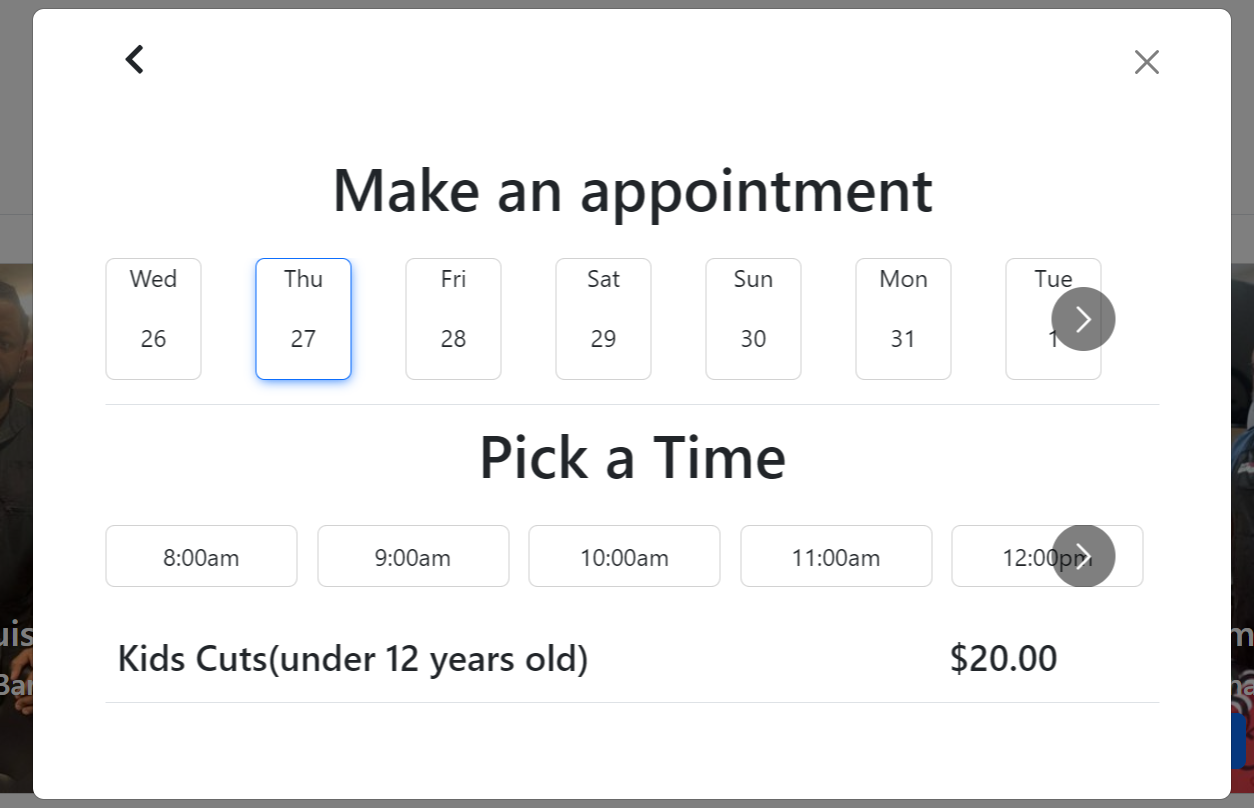 Make an appointment
Wed Thu Fri Sat Sun Mon Tue
26 27 28 29 30 31 1
Pick a Time
8:00am 9:00am 10:00am 11:00am 12:00pm
Kids Cuts(under 12 years old) $20.00